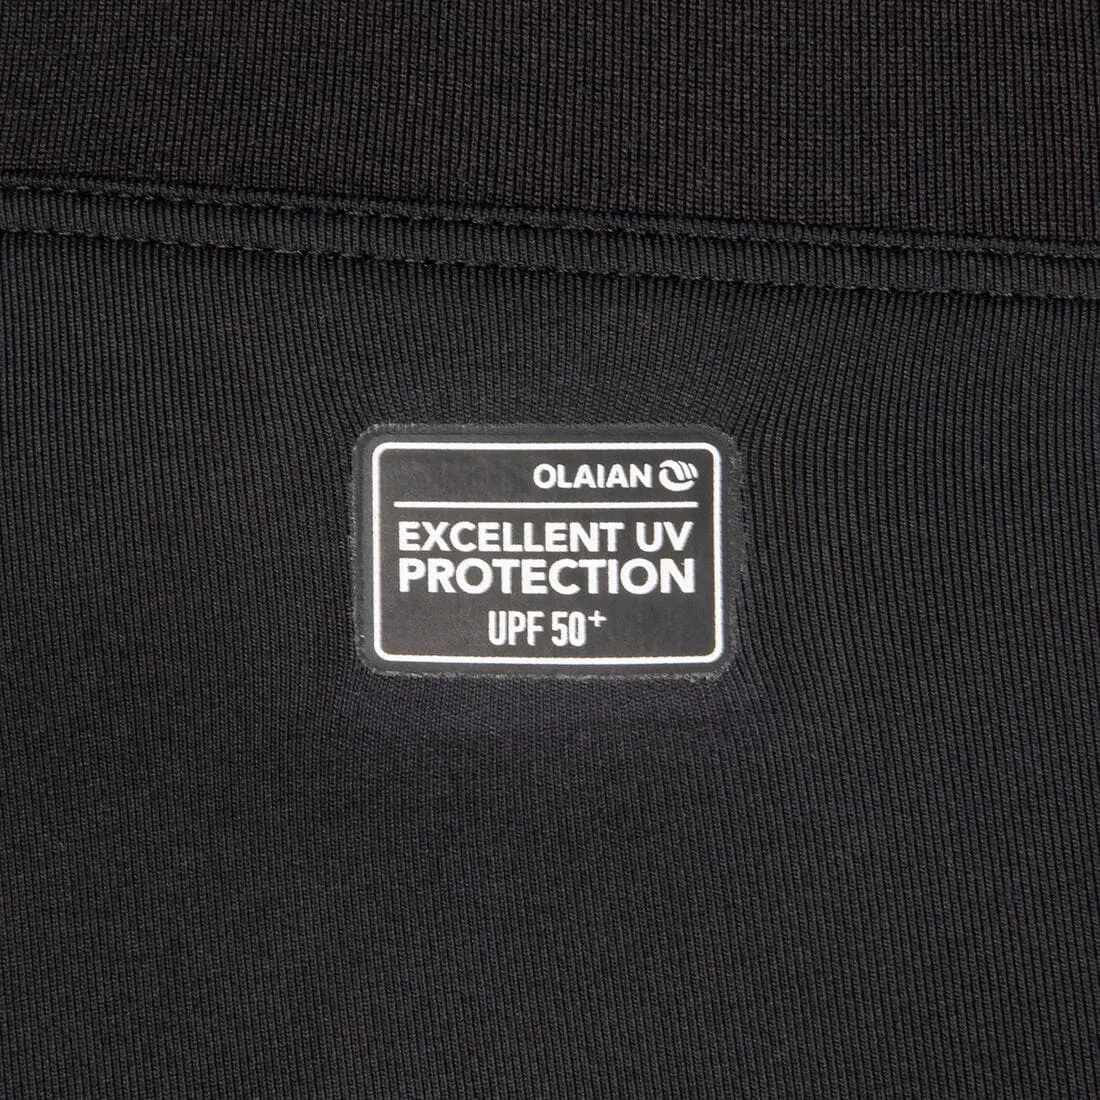 OLAIAN
EXCELLENT UV
PROTECTION
UPF 50+